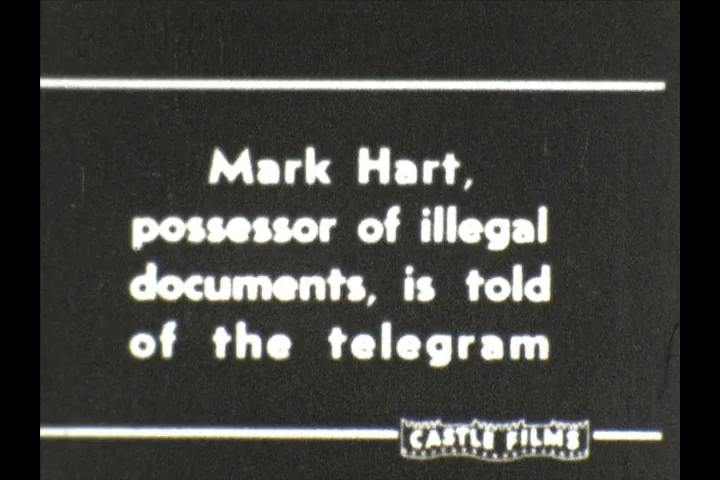 Mark Hart,
possessor of illegal
documents, is told
of the telegram
CASTLE FILMS